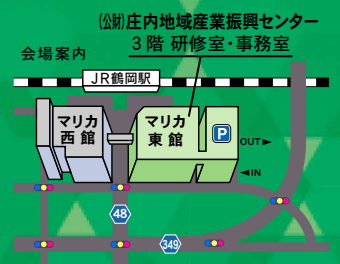 (公財)庄内地域産業振興センター
3階 研修室・事務室
会場案内
JR鶴岡駅
マリカ
西館
マリカ
東館
P
OUT
IN
48
349